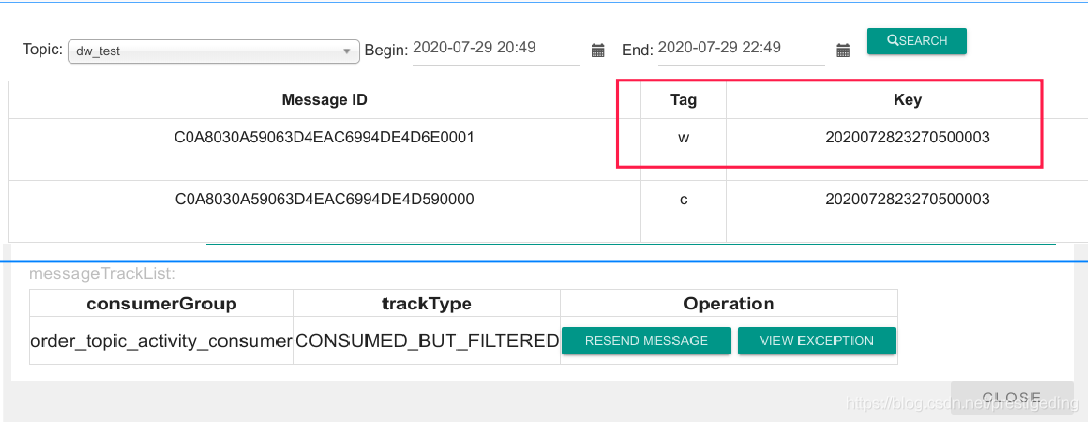 Topic: dw_test Begin: 2020-07-29 20:49 End: 2020-07-29 22:49 SEARCH
Message ID Tag Key
C0A8030A59063D4EAC6994DE4D6E0001 w 2020072823270500003
C0A8030A59063D4EAC6994DE4D590000 c 2020072823270500003
messageTrackList:
consumerGroup trackType Operation
order_topic_activity_consumer CONSUMED_BUT_FILTERED RESEND MESSAGE VIEW EXCEPTION
CLOSE
https://blog.csdn.net/prestigeding